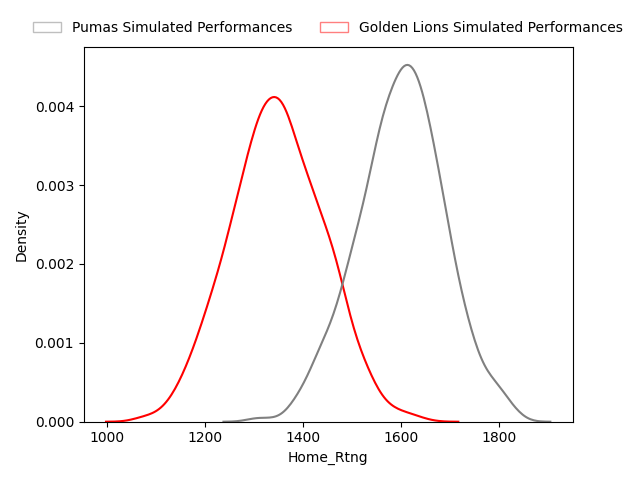 Pumas Simulated Performances Golden Lions Simulated Performances
0.004
0.003
0.002
0.001
0.000
Density
1000 1200 1400 1600 1800
Home_Rtng